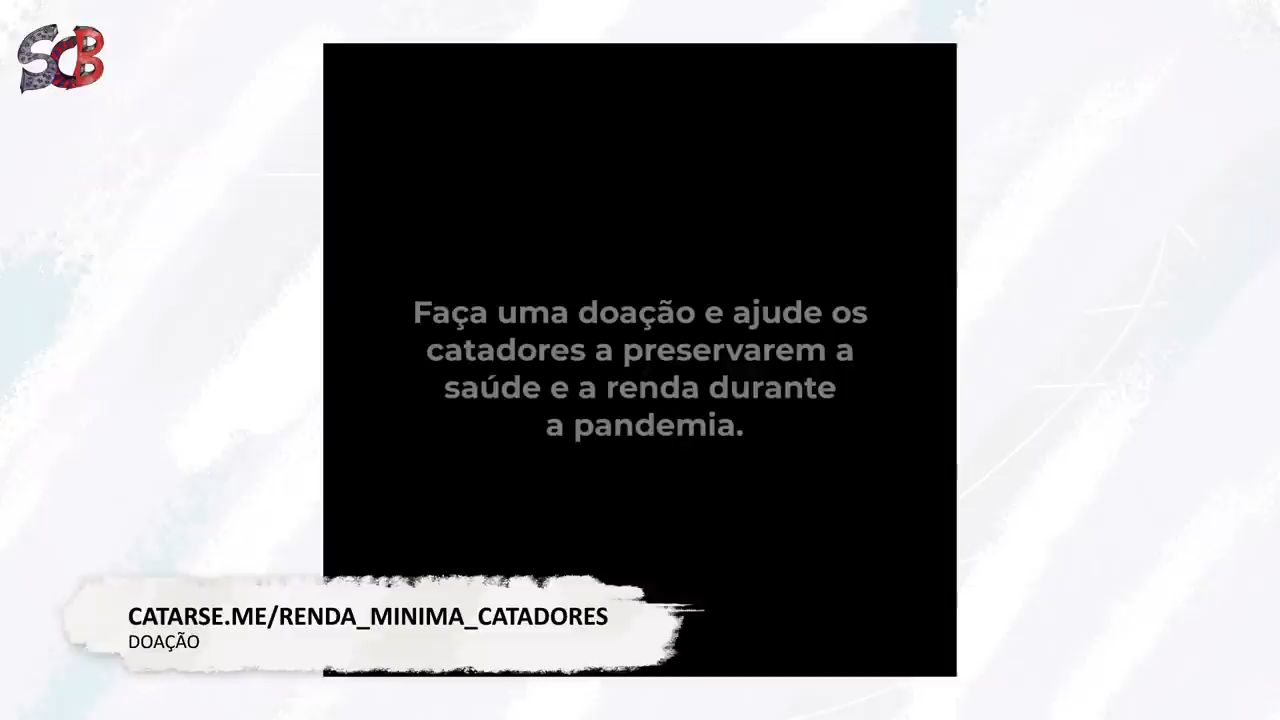 SCB
Faça uma doação e ajude os
catadores a preservarem a
saúde e a renda durante
a pandemia.
CATARSE.ME/RENDA_MINIMA_CATADORES
DOAÇÃO